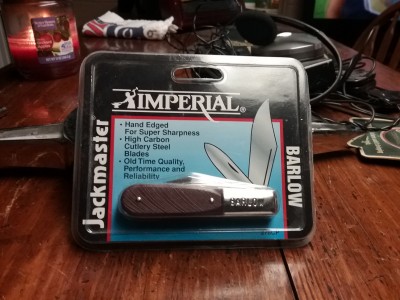 IMPERIAL®
• Hand Edged
For Super Sharpness
• High Carbon
Cutlery Steel
Blades
• Old Time Quality,
Performance and
Reliability
Jackmaster
BARLOW
BARLOW